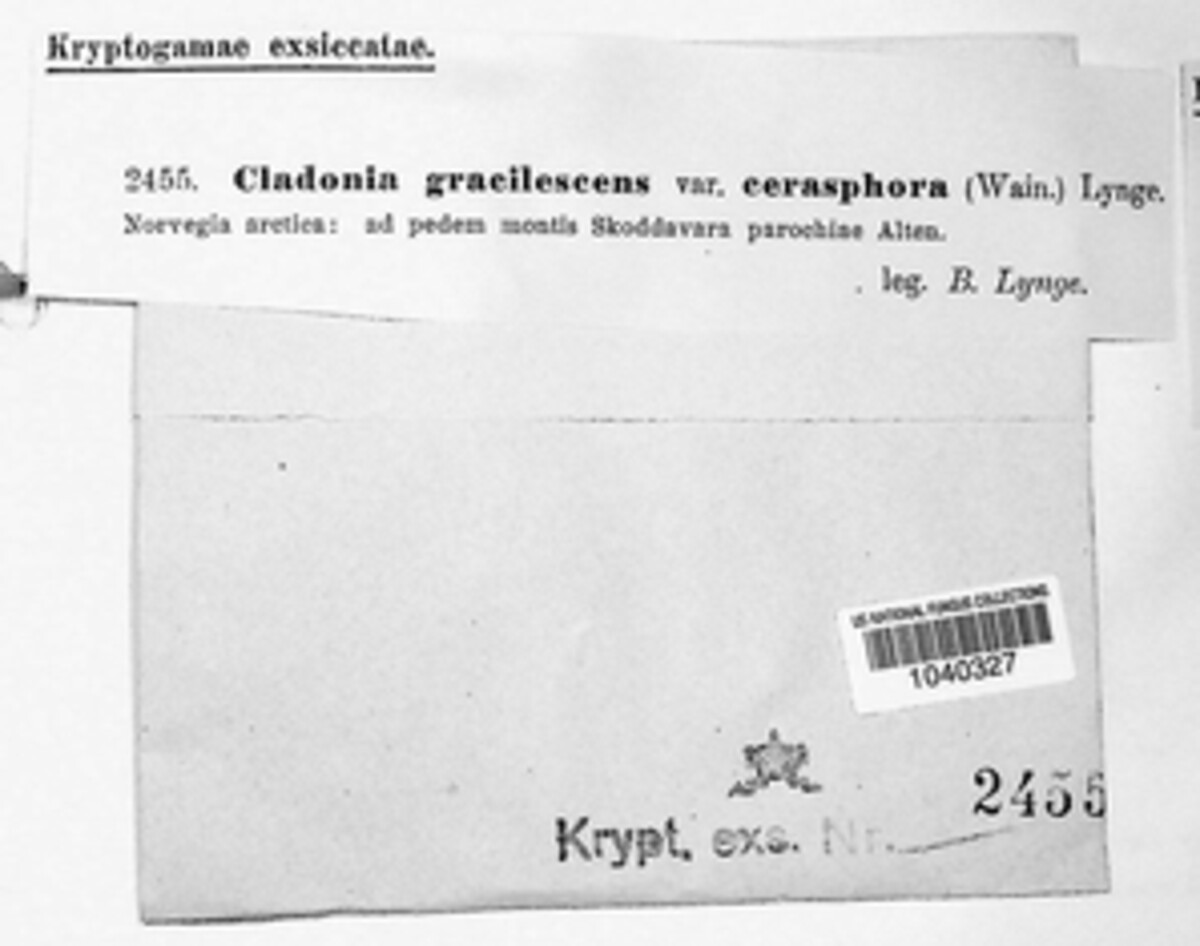 Kryptogamae exsiccatae.
2455. Cladonia gracilescens var. cerasphora (Wain.) Lynge.
Norvegia arctica: ad pedem montis Skoddavara parochiae Alten.
leg. B. Lynge.
US NATIONAL FUNGUS COLLECTIONS
1040327
2455
Krypt. exs. Nr.